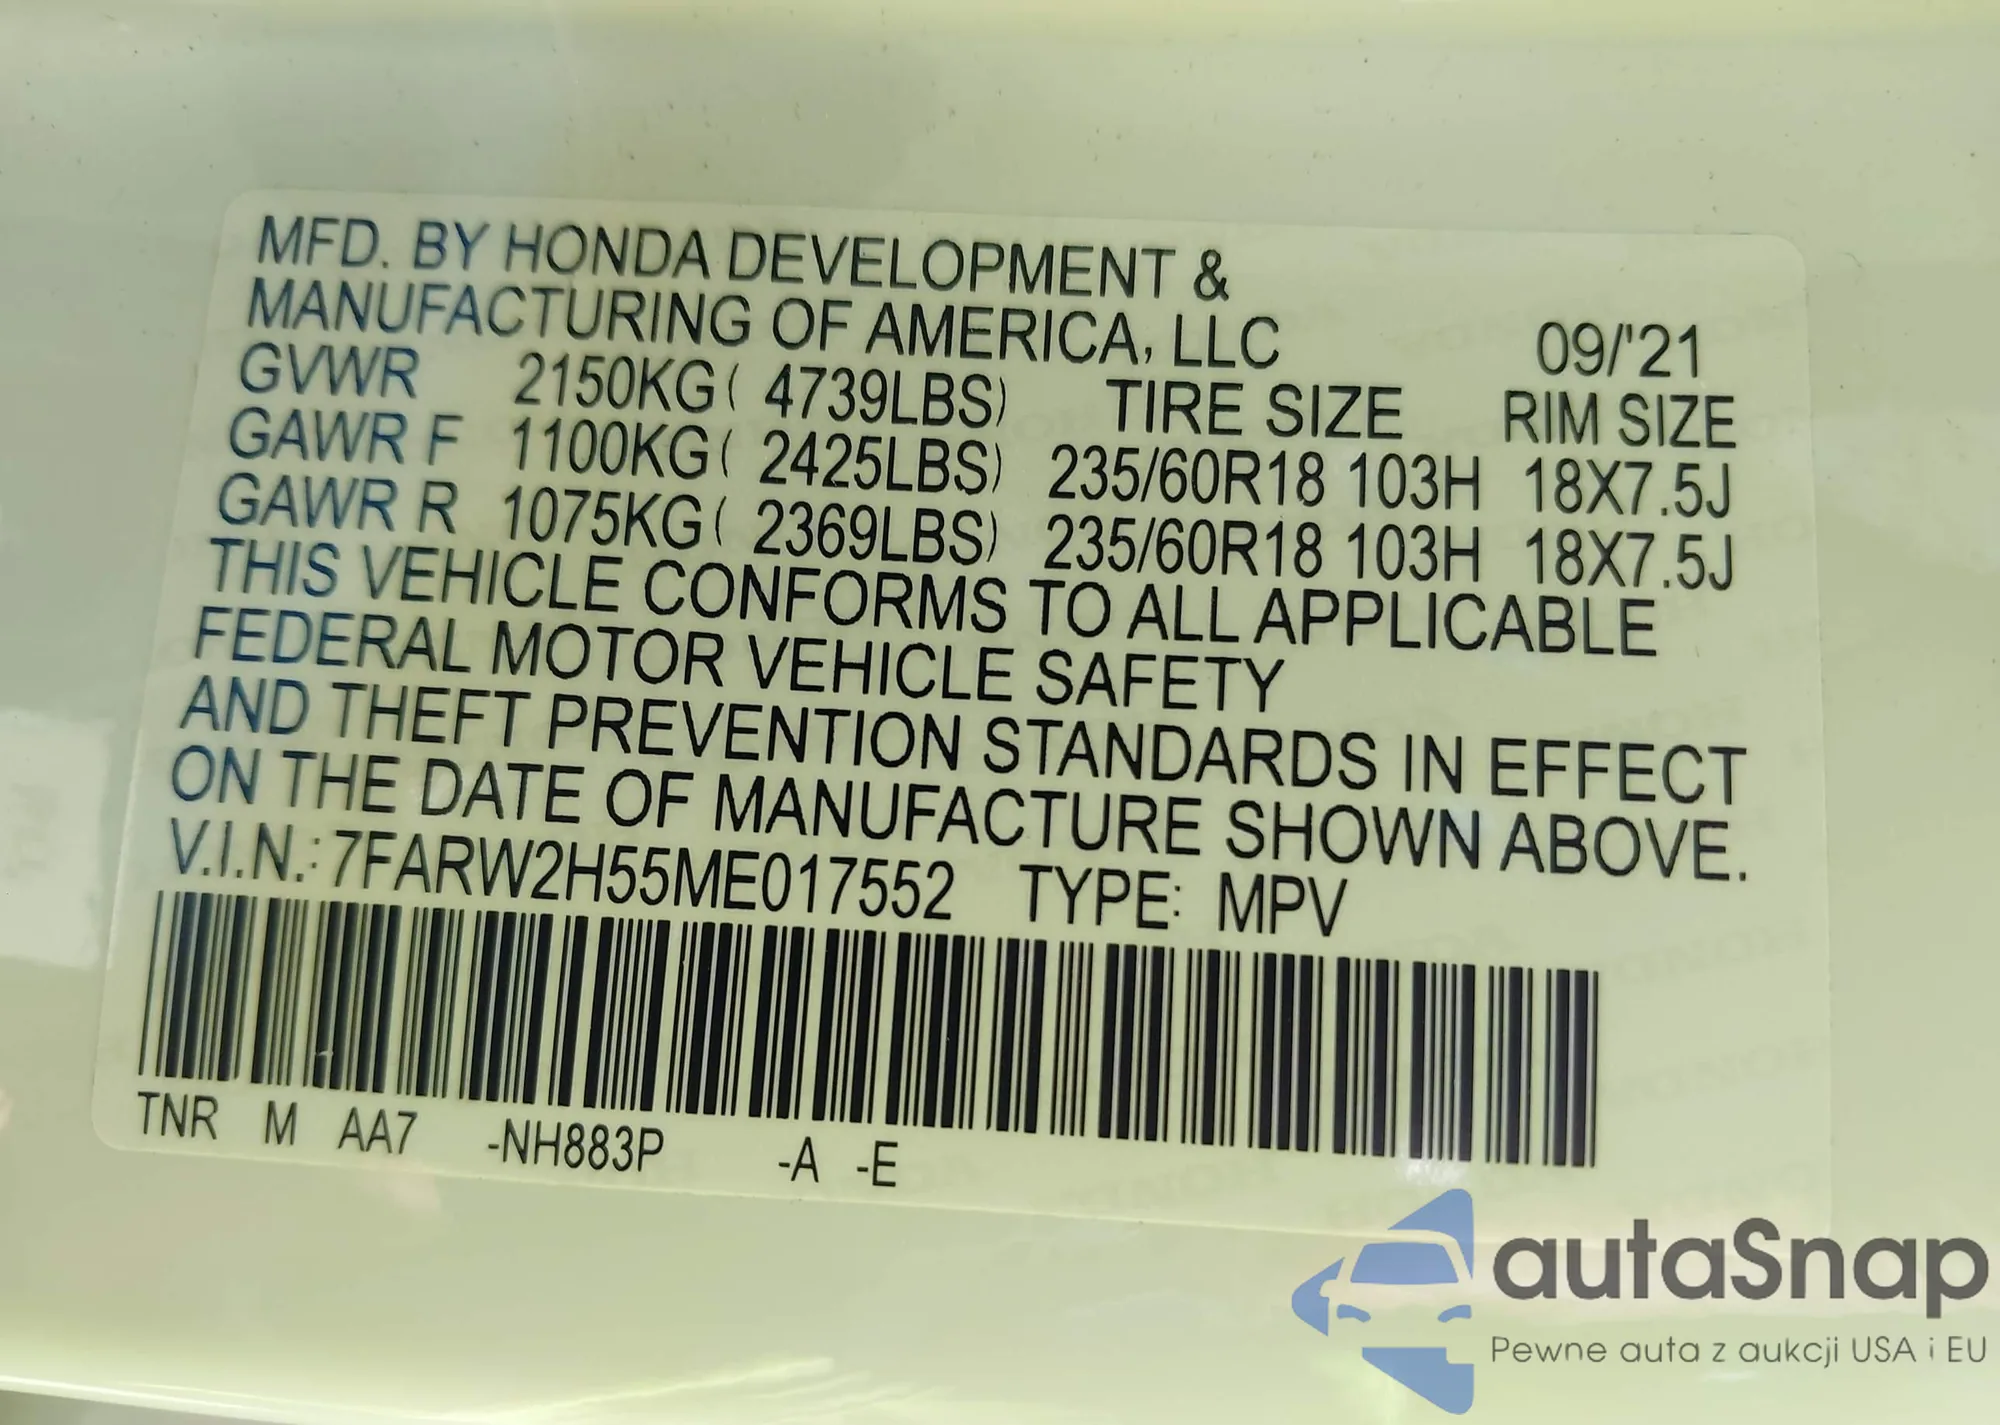 MFD. BY HONDA DEVELOPMENT &
MANUFACTURING OF AMERICA, LLC 09/'21
GVWR 2150KG( 4739LBS) TIRE SIZE RIM SIZE
GAWR F 1100KG( 2425LBS) 235/60R18 103H 18X7.5J
GAWR R 1075KG( 2369LBS) 235/60R18 103H 18X7.5J
THIS VEHICLE CONFORMS TO ALL APPLICABLE
FEDERAL MOTOR VEHICLE SAFETY
AND THEFT PREVENTION STANDARDS IN EFFECT
ON THE DATE OF MANUFACTURE SHOWN ABOVE.
V.I.N.: 7FARW2H55ME017552 TYPE: MPV
TNR M AA7 -NH883P -A -E
autaSnap
Pewne auta z aukcji USA i EU